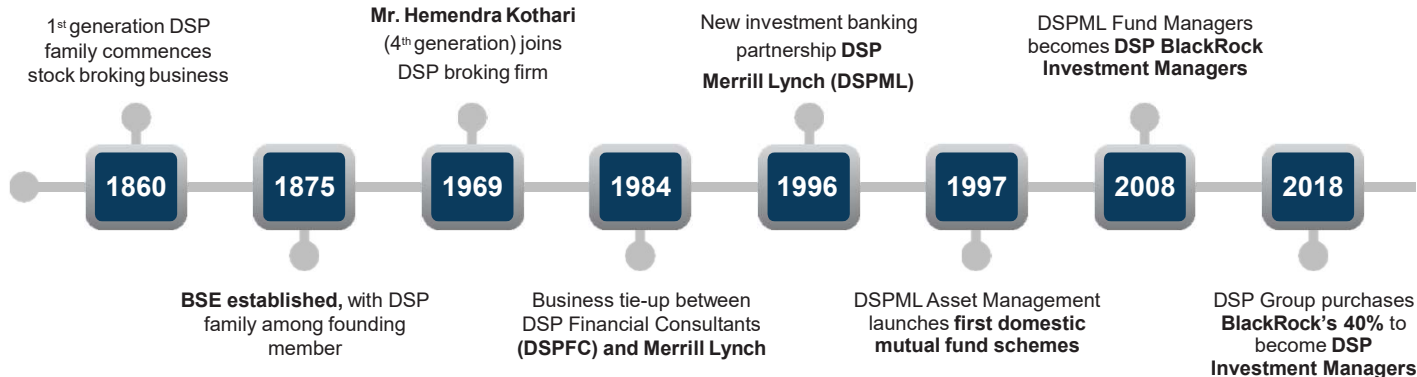 1st generation DSP
family commences
stock broking business
Mr. Hemendra Kothari
(4th generation) joins
DSP broking firm
New investment banking
partnership DSP
Merrill Lynch (DSPML)
DSPML Fund Managers
becomes DSP BlackRock
Investment Managers
1860
1875
1969
1984
1996
1997
2008
2018
BSE established, with DSP
family among founding
member
Business tie-up between
DSP Financial Consultants
(DSPFC) and Merrill Lynch
DSPML Asset Management
launches first domestic
mutual fund schemes
DSP Group purchases
BlackRock’s 40% to
become DSP
Investment Managers